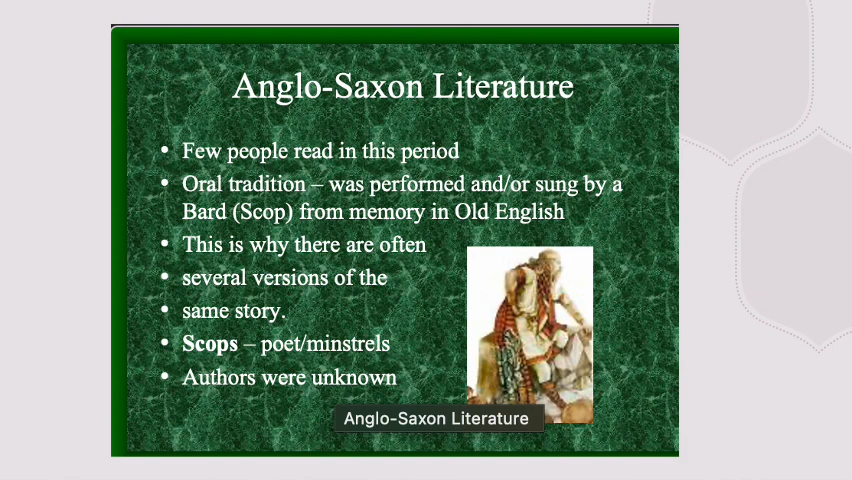 Anglo-Saxon Literature
• Few people read in this period
• Oral tradition – was performed and/or sung by a
Bard (Scop) from memory in Old English
• This is why there are often
• several versions of the
• same story.
• Scops – poet/minstrels
• Authors were unknown
Anglo-Saxon Literature